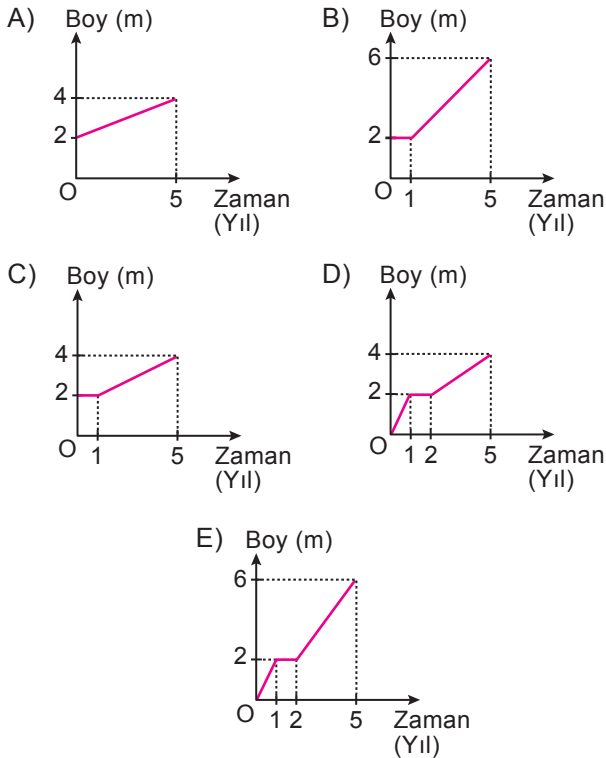 A) Boy (m)
4
2
O 5 Zaman
(Yıl)
B) Boy (m)
6
2
O 1 5 Zaman
(Yıl)
C) Boy (m)
4
2
O 1 5 Zaman
(Yıl)
D) Boy (m)
4
2
O 1 2 5 Zaman
(Yıl)
E) Boy (m)
6
2
O 1 2 5 Zaman
(Yıl)